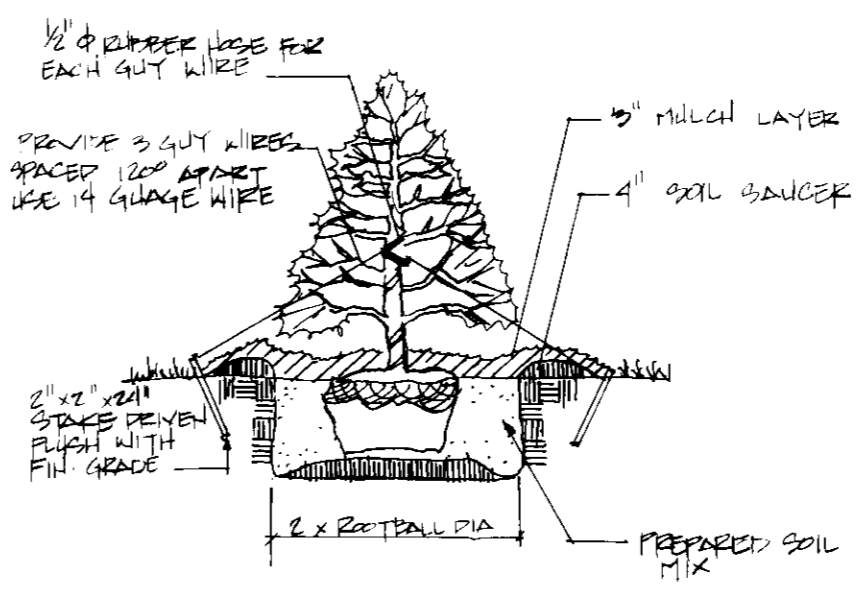 1/2" Φ RUBBER HOSE FOR
EACH GUY WIRE
PROVIDE 3 GUY WIRES
SPACED 120° APART
USE 14 GUAGE WIRE
3" MULCH LAYER
4" SOIL SAUCER
2"x2"x24"
STAKE DRIVEN
FLUSH WITH
FIN. GRADE
2 x ROOTBALL DIA
PREPARED SOIL
MIX